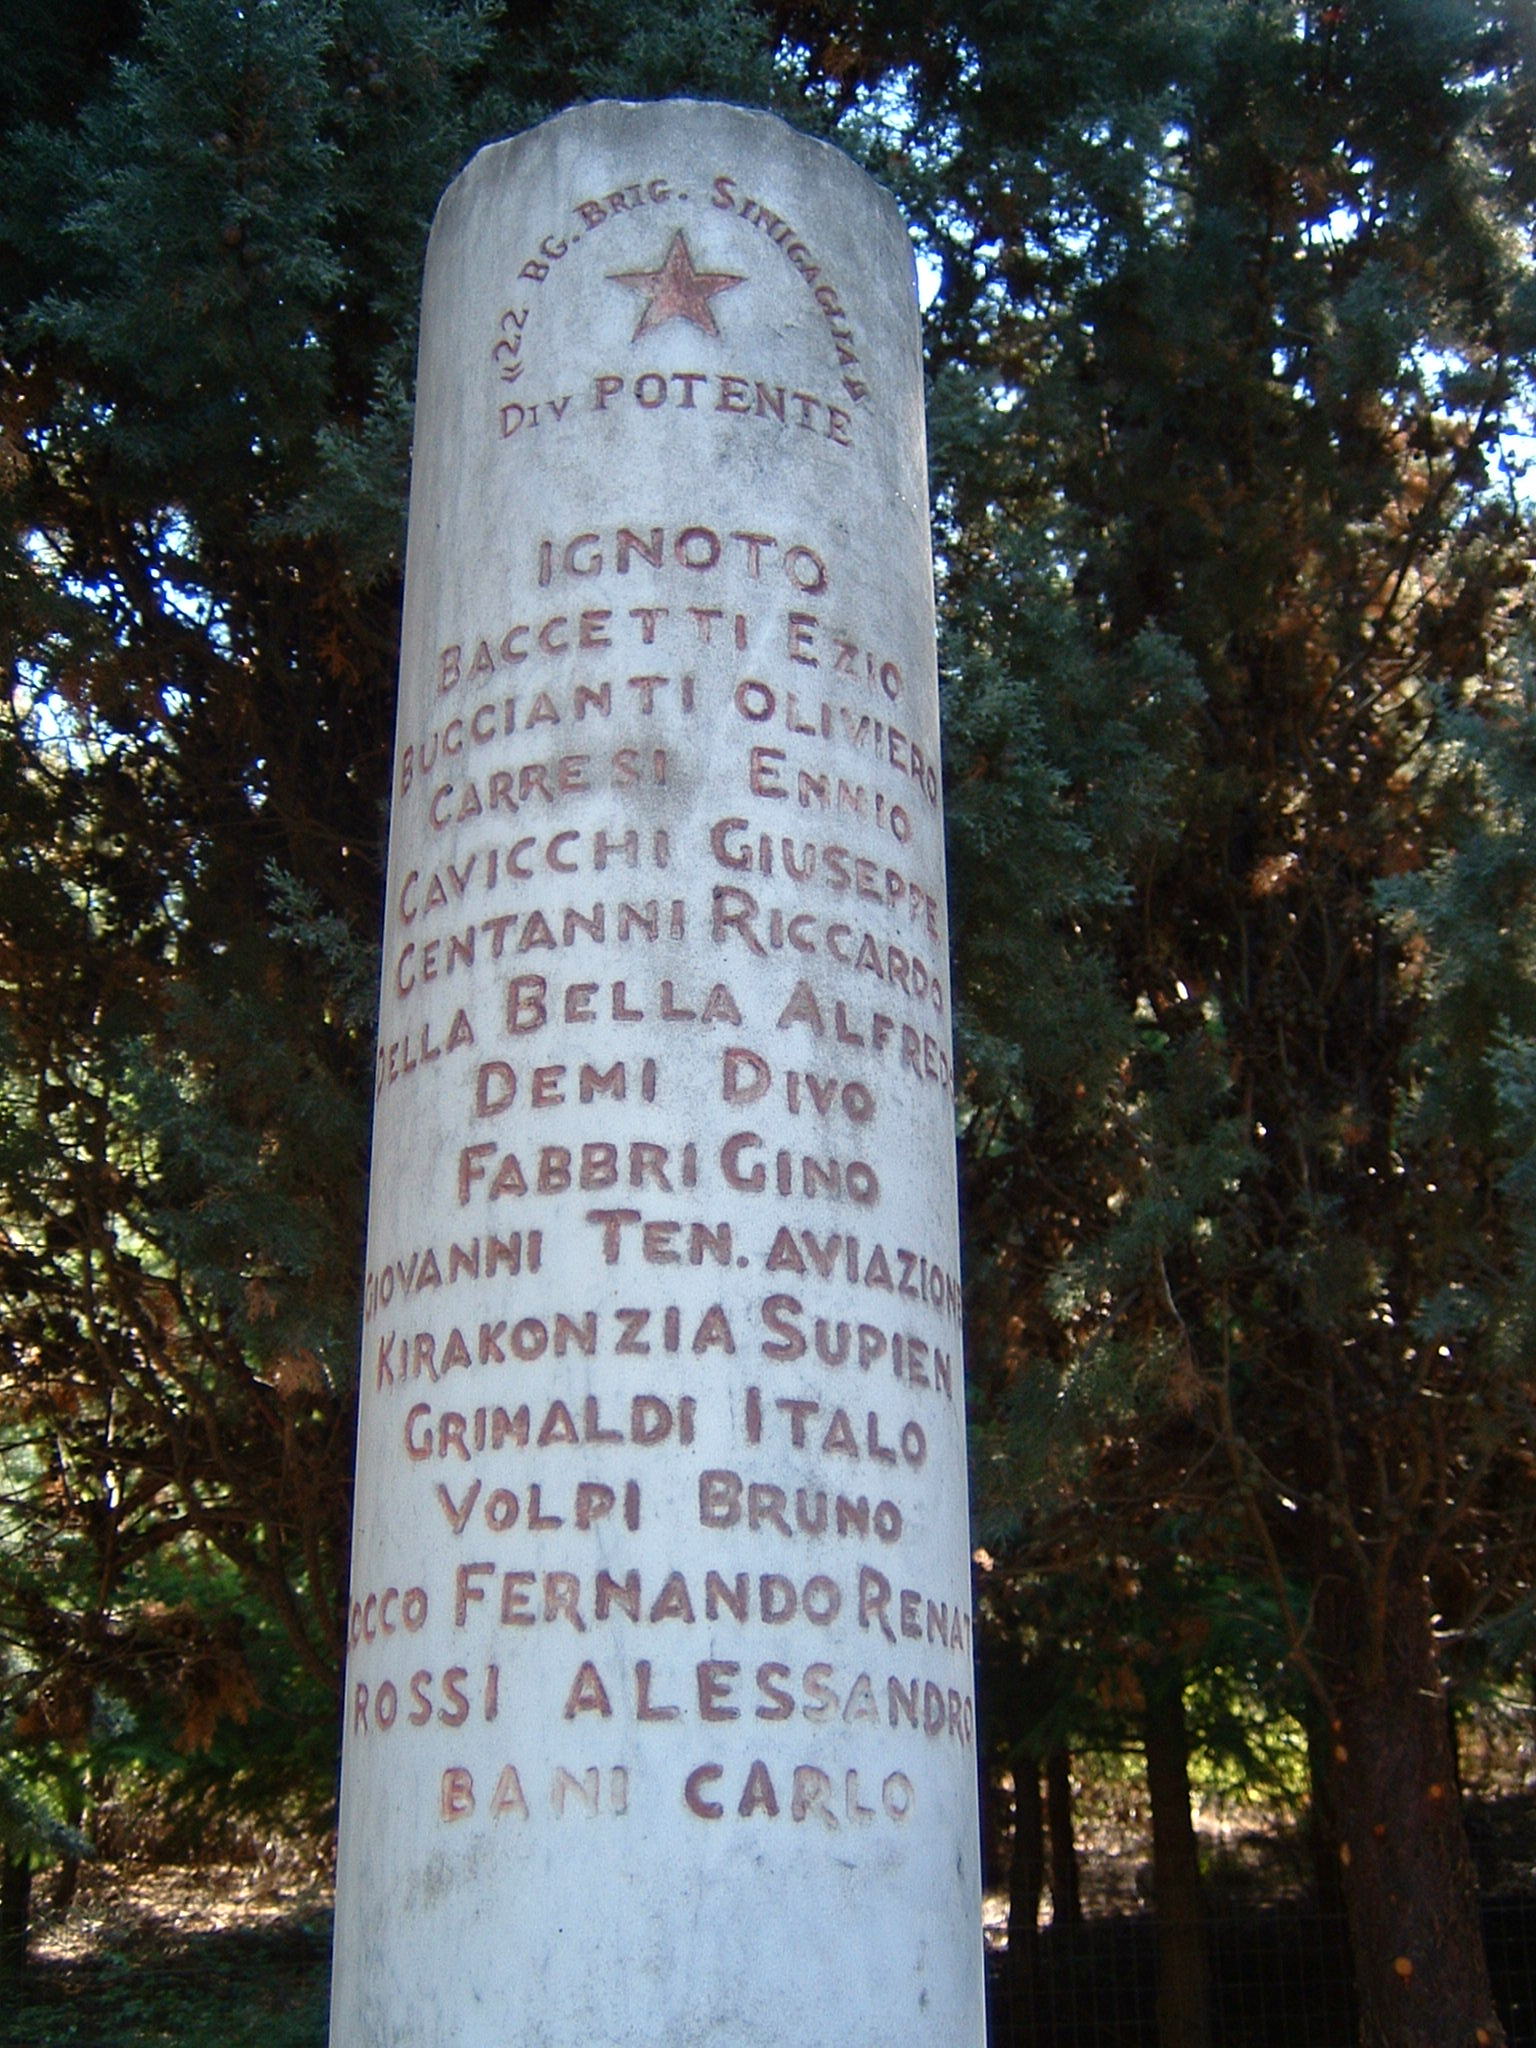 «22 BG. BRIG. SINIGAGLIA»
DIV POTENTE
IGNOTO
BACCETTI EZIO
BUCCIANTI OLIVIERO
CARRESI ENNIO
CAVICCHI GIUSEPPE
CENTANNI RICCARDO
DELLA BELLA ALFREDO
DEMI DIVO
FABBRI GINO
GIOVANNI TEN. AVIAZIONE
KIRAKONZIA SUPIEN
GRIMALDI ITALO
VOLPI BRUNO
FERNANDO
ROSSI ALESSANDRO
BANI CARLO